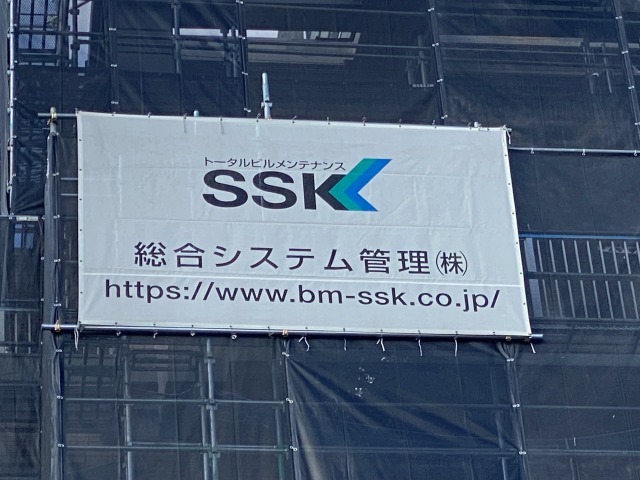 トータルビルメンテナンス
SSK
総合システム管理㈱
https://www.bm-ssk.co.jp/